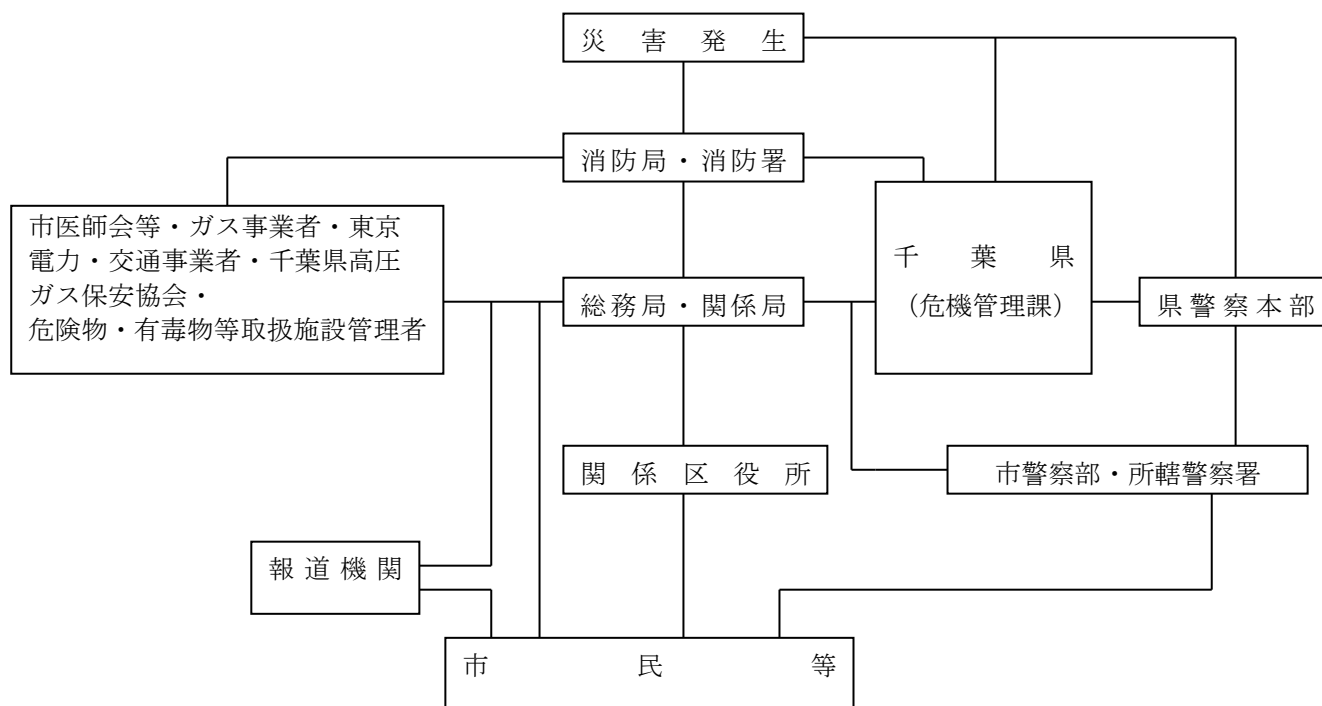 災害発生
消防局・消防署
市医師会等・ガス事業者・東京
電力・交通事業者・千葉県高圧
ガス保安協会・
危険物・有毒物等取扱施設管理者
総務局・関係局
千葉県
（危機管理課）
県警察本部
関係区役所
市警察部・所轄警察署
報道機関
市民等